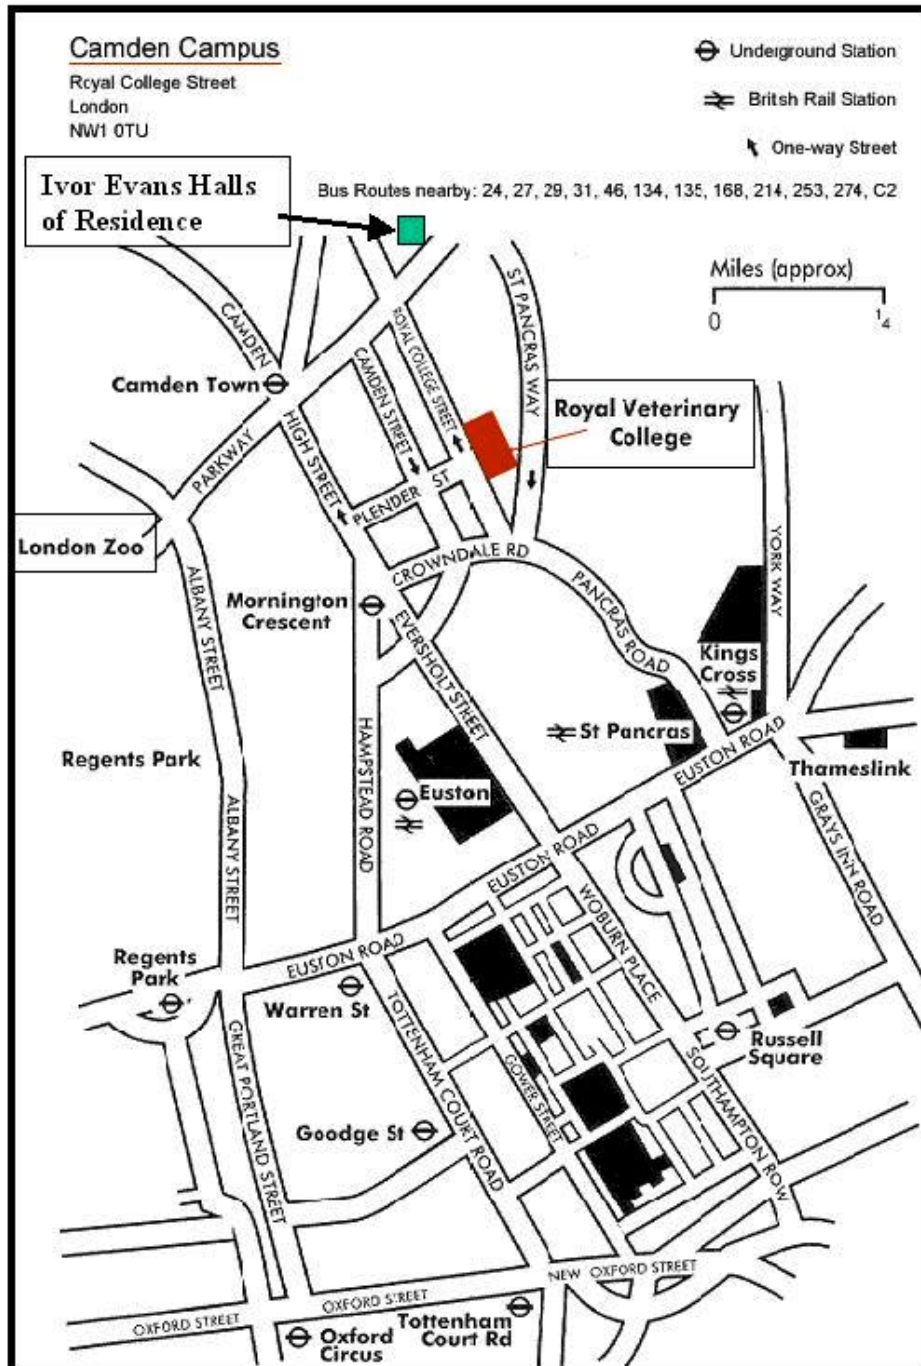 Camden Campus
Royal College Street
London
NW1 0TU
Underground Station
British Rail Station
One-way Street
Ivor Evans Halls
of Residence
Bus Routes nearby: 24, 27, 29, 31, 46, 134, 135, 168, 214, 253, 274, C2
Miles (approx)
0
1/4
ST PANCRAS WAY
CAMDEN
ROYAL COLLEGE STREET
CAMDEN STREET
Camden Town
HIGH STREET
PARKWAY
Royal Veterinary
College
PLENDER ST
London Zoo
CROWNDALE RD
YORK WAY
ALBANY STREET
PANCRAS ROAD
Mornington
Crescent
EVERSHOLT STREET
Kings
Cross
HAMPSTEAD ROAD
St Pancras
EUSTON ROAD
Regents Park
Thameslink
Euston
ALBANY STREET
GRAYS INN ROAD
EUSTON ROAD
WOBURN PLACE
EUSTON ROAD
Regents
Park
Warren St
TOTTENHAM COURT ROAD
GREAT PORTLAND STREET
GOWER STREET
Russell
Square
SOUTHAMPTON ROW
Goodge St
NEW OXFORD STREET
OXFORD STREET
OXFORD STREET
Tottenham
Court Rd
Oxford
Circus